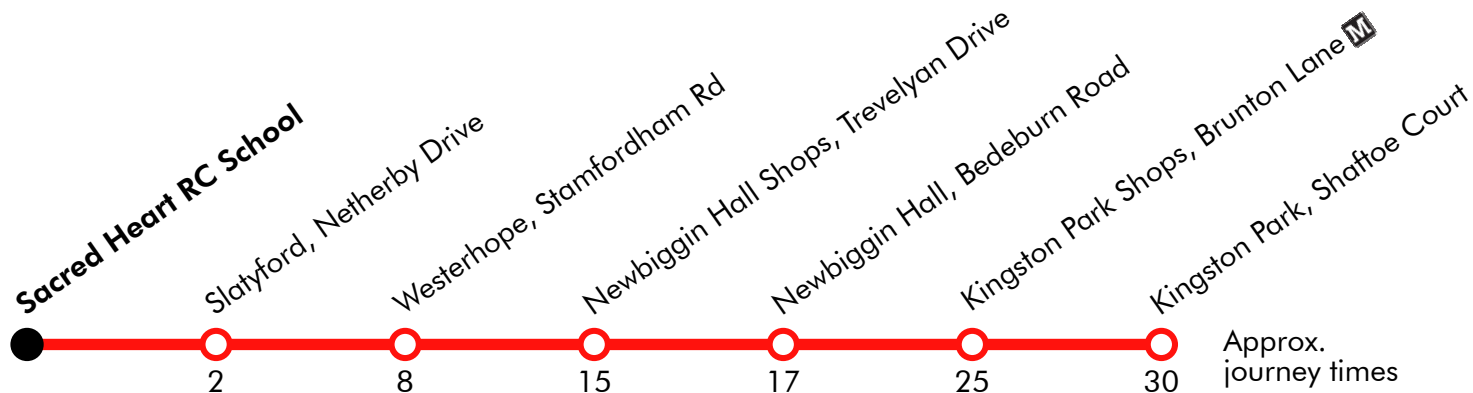 Sacred Heart RC School
Slatyford, Netherby Drive
Westerhope, Stamfordham Rd
Newbiggin Hall Shops, Trevelyan Drive
Newbiggin Hall, Bedeburn Road
Kingston Park Shops, Brunton Lane M
Kingston Park, Shaftoe Court
2
8
15
17
25
30
Approx.
journey times